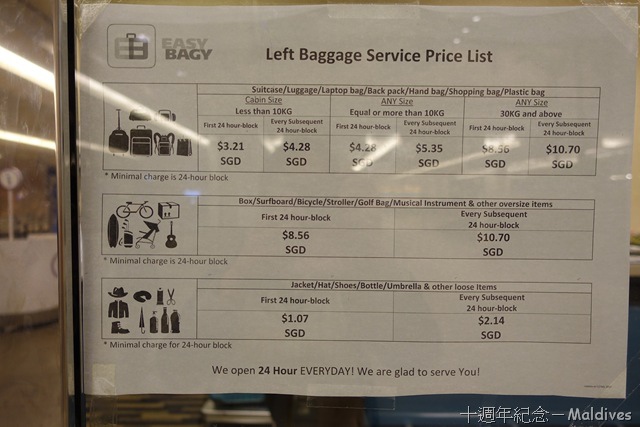 EASY
BAGY
Left Baggage Service Price List
Suitcase/Luggage/Laptop bag/Back pack/Hand bag/Shopping bag/Plastic bag
Cabin Size ANY Size ANY Size
Less than 10KG Equal or more than 10KG 30KG and above
First 24 hour-block Every Subsequent 24 hour-block First 24 hour-block Every Subsequent 24 hour-block First 24 hour-block Every Subsequent 24 hour-block
$3.21 $4.28 $4.28 $5.35 $8.56 $10.70
SGD SGD SGD SGD SGD SGD
* Minimal charge is 24-hour block
Box/Surfboard/Bicycle/Stroller/Golf Bag/Musical Instrument & other oversize items
First 24 hour-block Every Subsequent
24 hour-block
$8.56 $10.70
SGD SGD
* Minimal charge is 24-hour block
Jacket/Hat/Shoes/Bottle/Umbrella & other loose Items
First 24 hour-block Every Subsequent
24 hour-block
$1.07 $2.14
SGD SGD
* Minimal charge for 24-hour block
We open 24 Hour EVERYDAY! We are glad to serve You!
十週年紀念－Maldives